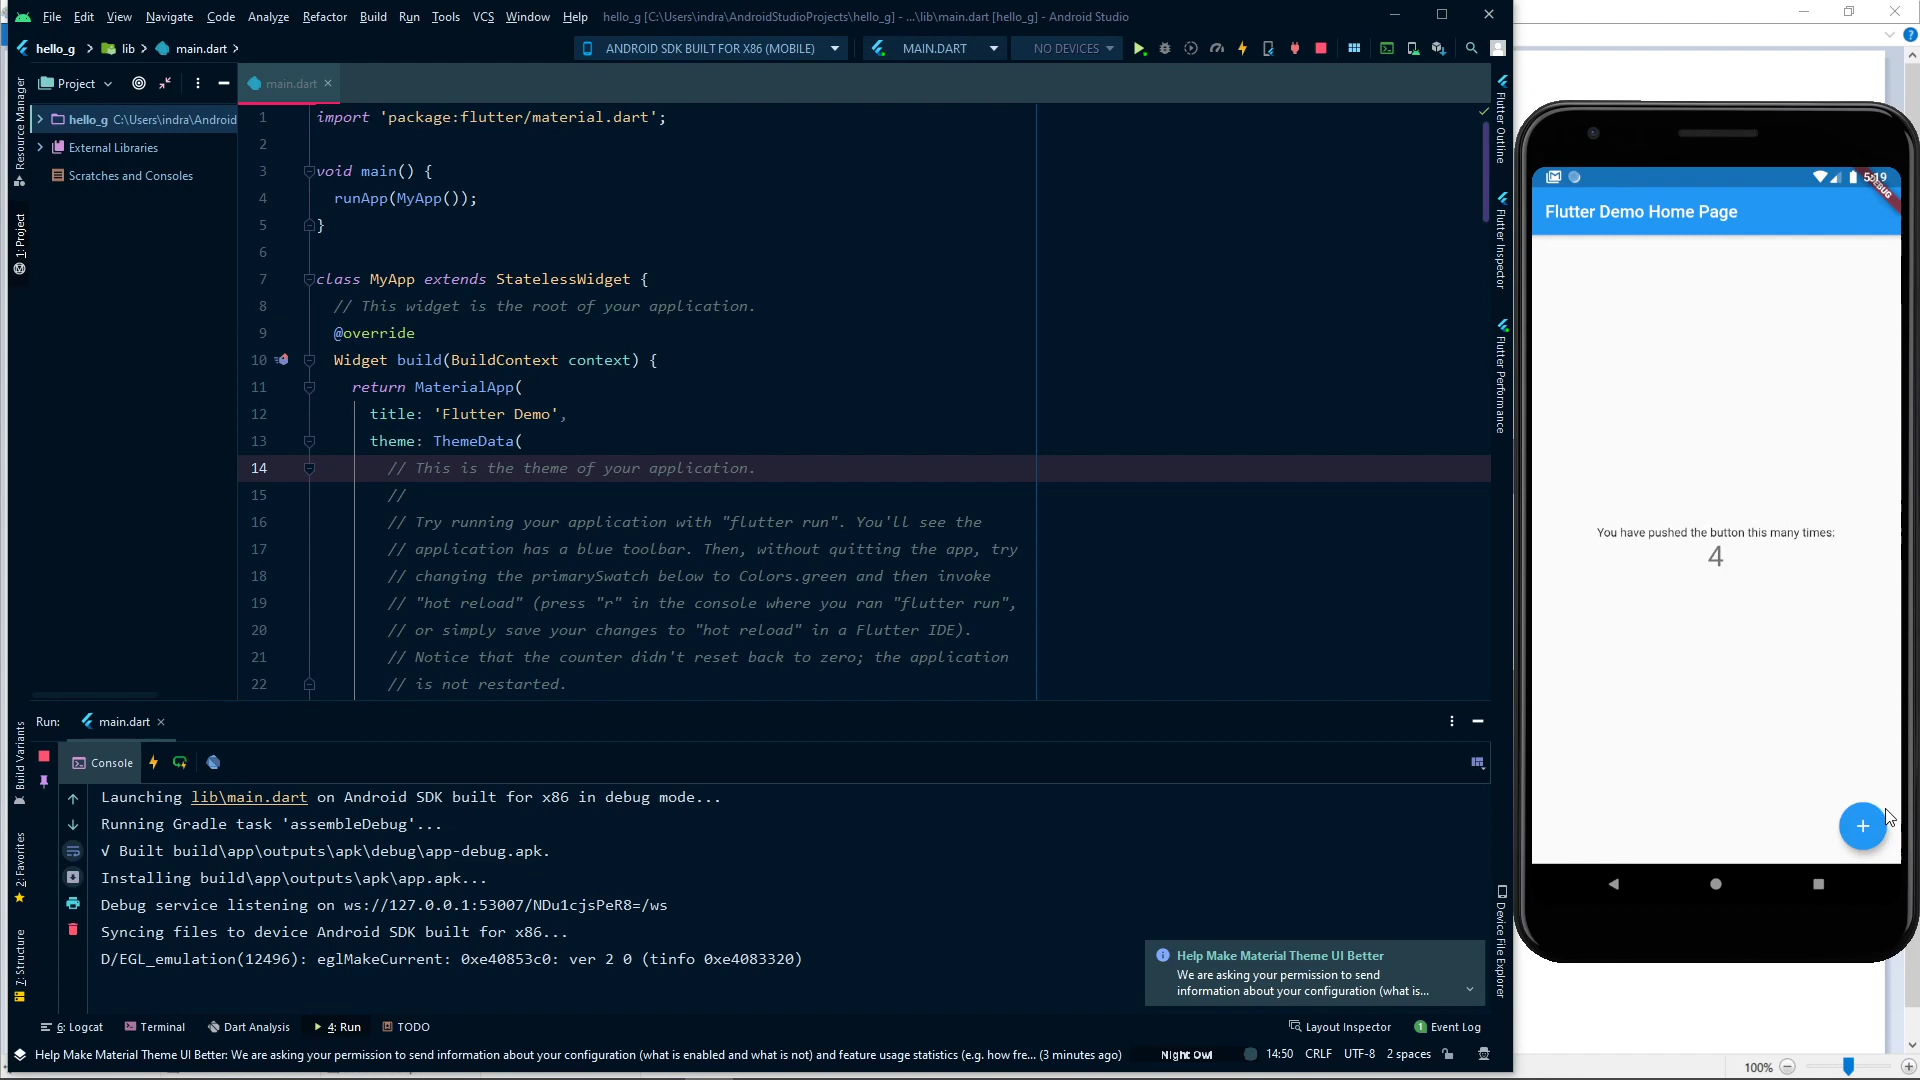 File Edit View Navigate Code Analyze Refactor Build Run Tools VCS Window Help hello_g [C:\Users\indra\AndroidStudioProjects\hello_g] - ...\lib\main.dart [hello_g] - Android Studio
hello_g lib main.dart ANDROID SDK BUILT FOR X86 (MOBILE) MAIN.DART NO DEVICES
Project main.dart
hello_g C:\Users\indra\Android
External Libraries
Scratches and Consoles
Resource Manager
1: Project
Build Variants
2: Favorites
7: Structure
1 import 'package:flutter/material.dart';
2
3 void main() {
4 runApp(MyApp());
5 }
6
7 class MyApp extends StatelessWidget {
8 // This widget is the root of your application.
9 @override
10 Widget build(BuildContext context) {
11 return MaterialApp(
12 title: 'Flutter Demo',
13 theme: ThemeData(
14 // This is the theme of your application.
15 //
16 // Try running your application with "flutter run". You'll see the
17 // application has a blue toolbar. Then, without quitting the app, try
18 // changing the primarySwatch below to Colors.green and then invoke
19 // "hot reload" (press "r" in the console where you ran "flutter run",
20 // or simply save your changes to "hot reload" in a Flutter IDE).
21 // Notice that the counter didn't reset back to zero; the application
22 // is not restarted.
Flutter Outline
Flutter Inspector
Flutter Performance
Device File Explorer
Run: main.dart
Console
Launching lib\main.dart on Android SDK built for x86 in debug mode...
Running Gradle task 'assembleDebug'...
√ Built build\app\outputs\apk\debug\app-debug.apk.
Installing build\app\outputs\apk\app.apk...
Debug service listening on ws://127.0.0.1:53007/NDu1cjsPeR8=/ws
Syncing files to device Android SDK built for x86...
D/EGL_emulation(12496): eglMakeCurrent: 0xe40853c0: ver 2 0 (tinfo 0xe4083320)
Help Make Material Theme UI Better
We are asking your permission to send
information about your configuration (what is...
6: Logcat Terminal Dart Analysis 4: Run TODO Layout Inspector 1 Event Log
Help Make Material Theme UI Better: We are asking your permission to send information about your configuration (what is enabled and what is not) and feature usage statistics (e.g. how fre... (3 minutes ago) Night Owl 14:50 CRLF UTF-8 2 spaces
5:19
DEBUG
Flutter Demo Home Page
You have pushed the button this many times:
4
+
100%